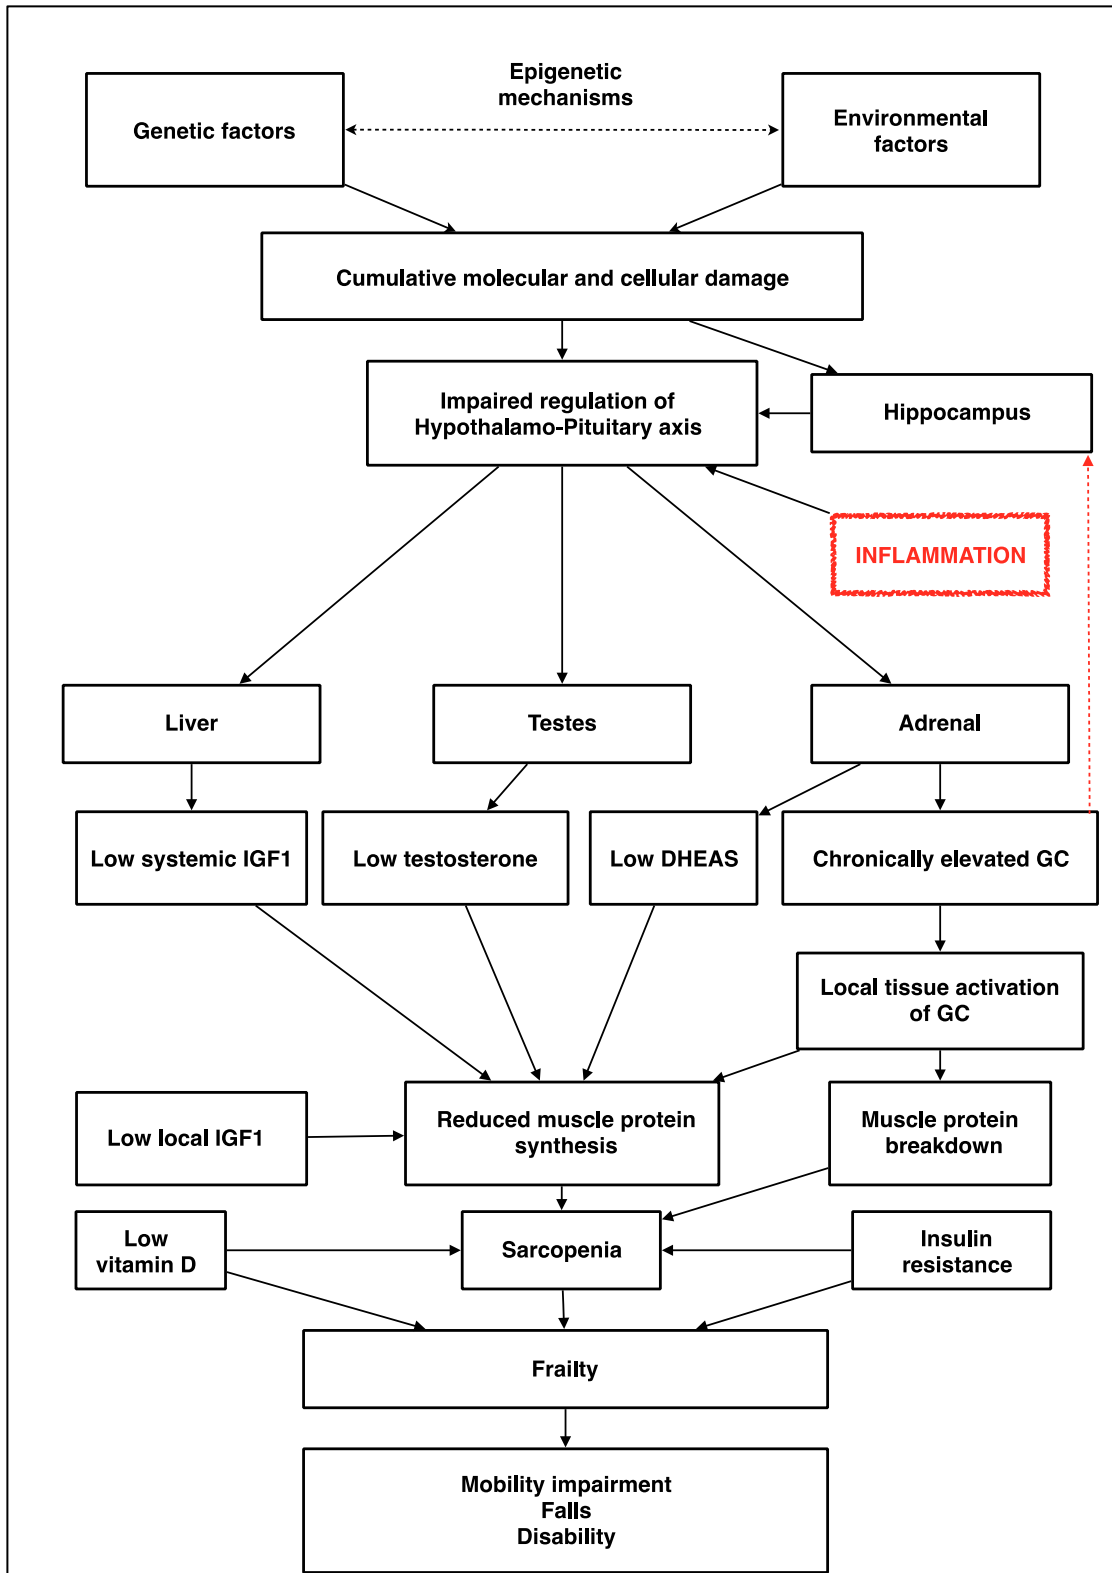 Epigenetic
mechanisms
Genetic factors
Environmental
factors
Cumulative molecular and cellular damage
Impaired regulation of
Hypothalamo-Pituitary axis
Hippocampus
INFLAMMATION
Liver
Testes
Adrenal
Low systemic IGF1
Low testosterone
Low DHEAS
Chronically elevated GC
Local tissue activation
of GC
Low local IGF1
Reduced muscle protein
synthesis
Muscle protein
breakdown
Low
vitamin D
Sarcopenia
Insulin
resistance
Frailty
Mobility impairment
Falls
Disability